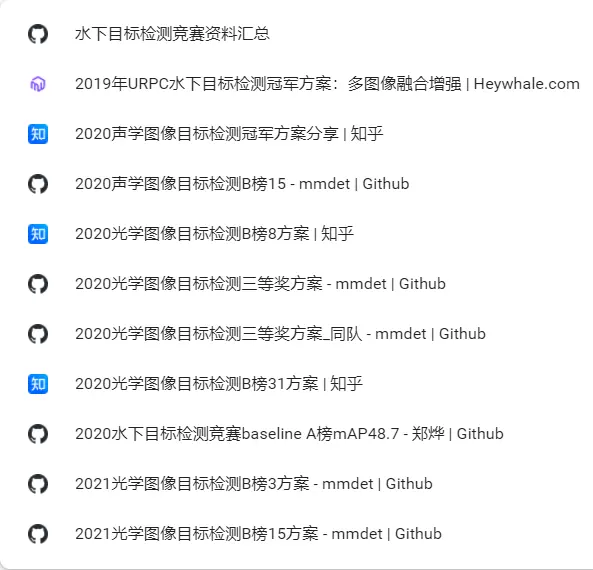 水下目标检测竞赛资料汇总
2019年URPC水下目标检测冠军方案：多图像融合增强 | Heywhale.com
知 2020声学图像目标检测冠军方案分享 | 知乎
2020声学图像目标检测B榜15 - mmdet | Github
知 2020光学图像目标检测B榜8方案 | 知乎
2020光学图像目标检测三等奖方案 - mmdet | Github
2020光学图像目标检测三等奖方案_同队 - mmdet | Github
知 2020光学图像目标检测B榜31方案 | 知乎
2020水下目标检测竞赛baseline A榜mAP48.7 - 郑烨 | Github
2021光学图像目标检测B榜3方案 - mmdet | Github
2021光学图像目标检测B榜15方案 - mmdet | Github